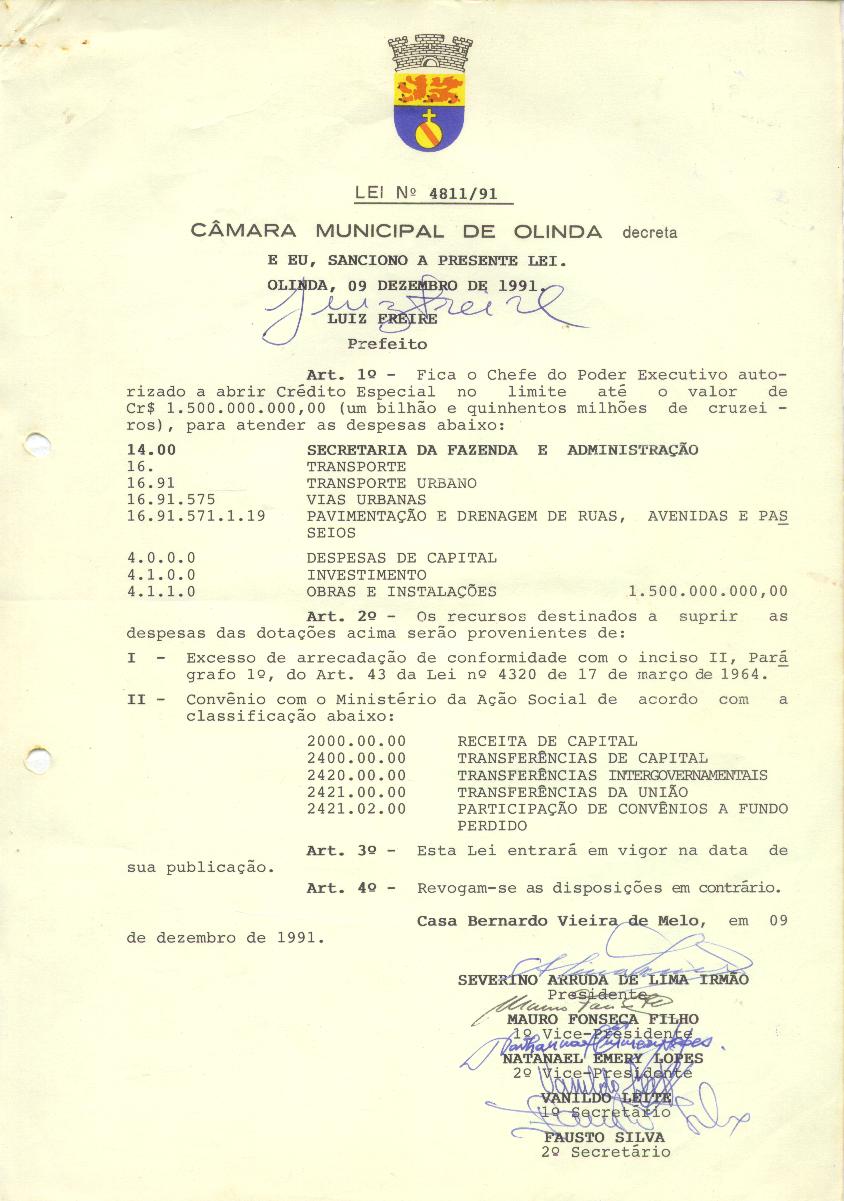 LEI Nº 4811/91
CÂMARA MUNICIPAL DE OLINDA decreta
E EU, SANCIONO A PRESENTE LEI.
OLINDA, 09 DEZEMBRO DE 1991.
Luiz Freire
LUIZ FREIRE
Prefeito
Art. 1º - Fica o Chefe do Poder Executivo auto-
rizado a abrir Crédito Especial no limite até o valor de
Cr$ 1.500.000.000,00 (um bilhão e quinhentos milhões de cruzei -
ros), para atender as despesas abaixo:
14.00 SECRETARIA DA FAZENDA E ADMINISTRAÇÃO
16. TRANSPORTE
16.91 TRANSPORTE URBANO
16.91.575 VIAS URBANAS
16.91.571.1.19 PAVIMENTAÇÃO E DRENAGEM DE RUAS, AVENIDAS E PAS
SEIOS
4.0.0.0 DESPESAS DE CAPITAL
4.1.0.0 INVESTIMENTO
4.1.1.0 OBRAS E INSTALAÇÕES 1.500.000.000,00
Art. 2º - Os recursos destinados a suprir as
despesas das dotações acima serão provenientes de:
I - Excesso de arrecadação de conformidade com o inciso II, Pará
grafo 1º, do Art. 43 da Lei nº 4320 de 17 de março de 1964.
II - Convênio com o Ministério da Ação Social de acordo com a
classificação abaixo:
2000.00.00 RECEITA DE CAPITAL
2400.00.00 TRANSFERÊNCIAS DE CAPITAL
2420.00.00 TRANSFERÊNCIAS INTERGOVERNAMENTAIS
2421.00.00 TRANSFERÊNCIAS DA UNIÃO
2421.02.00 PARTICIPAÇÃO DE CONVÊNIOS A FUNDO
PERDIDO
Art. 3º - Esta Lei entrará em vigor na data de
sua publicação.
Art. 4º - Revogam-se as disposições em contrário.
Casa Bernardo Vieira de Melo, em 09
de dezembro de 1991.
SEVERINO ARRUDA DE LIMA IRMÃO
Presidente
MAURO FONSECA FILHO
1º Vice-Presidente
NATANAEL EMERY LOPES
2º Vice-Presidente
VANILDO LEITE
1º Secretário
FAUSTO SILVA
2º Secretário